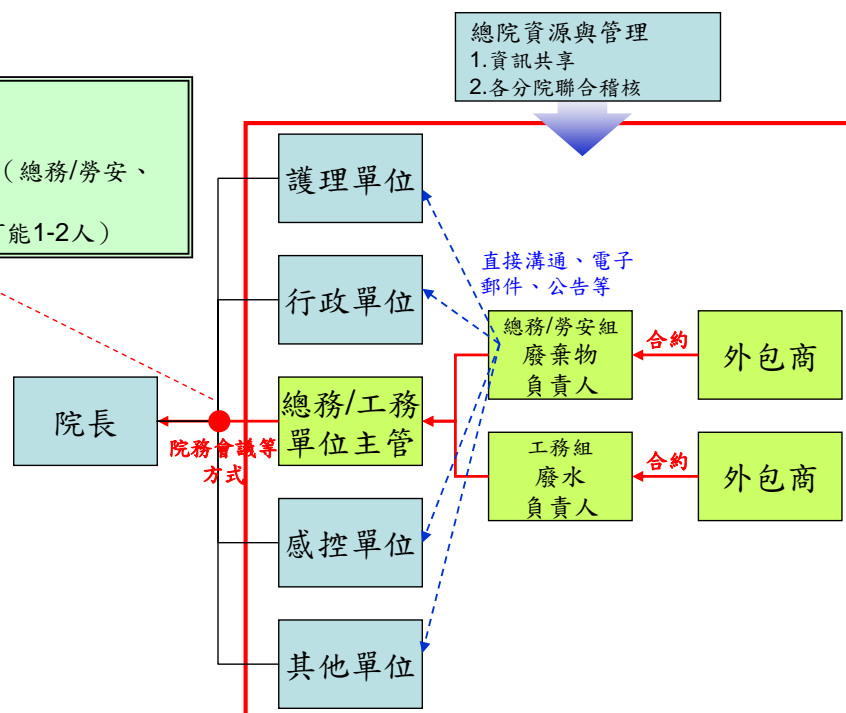 總院資源與管理
1.資訊共享
2.各分院聯合稽核
（總務/勞安、
能1-2人）
護理單位
直接溝通、電子
郵件、公告等
行政單位
總務/勞安組
廢棄物
負責人
合約
外包商
院長
院務會議等
方式
總務/工務
單位主管
工務組
廢水
負責人
合約
外包商
感控單位
其他單位